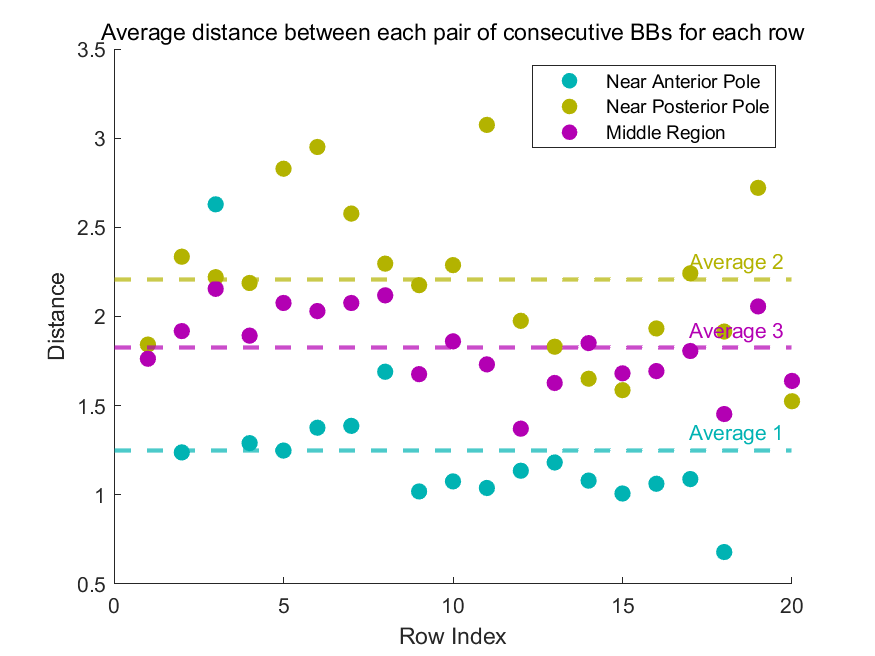 Average distance between each pair of consecutive BBs for each row
3.5
3
2.5
2
1.5
1
0.5
Distance
Near Anterior Pole
Near Posterior Pole
Middle Region
Average 2
Average 3
Average 1
0
5
10
15
20
Row Index